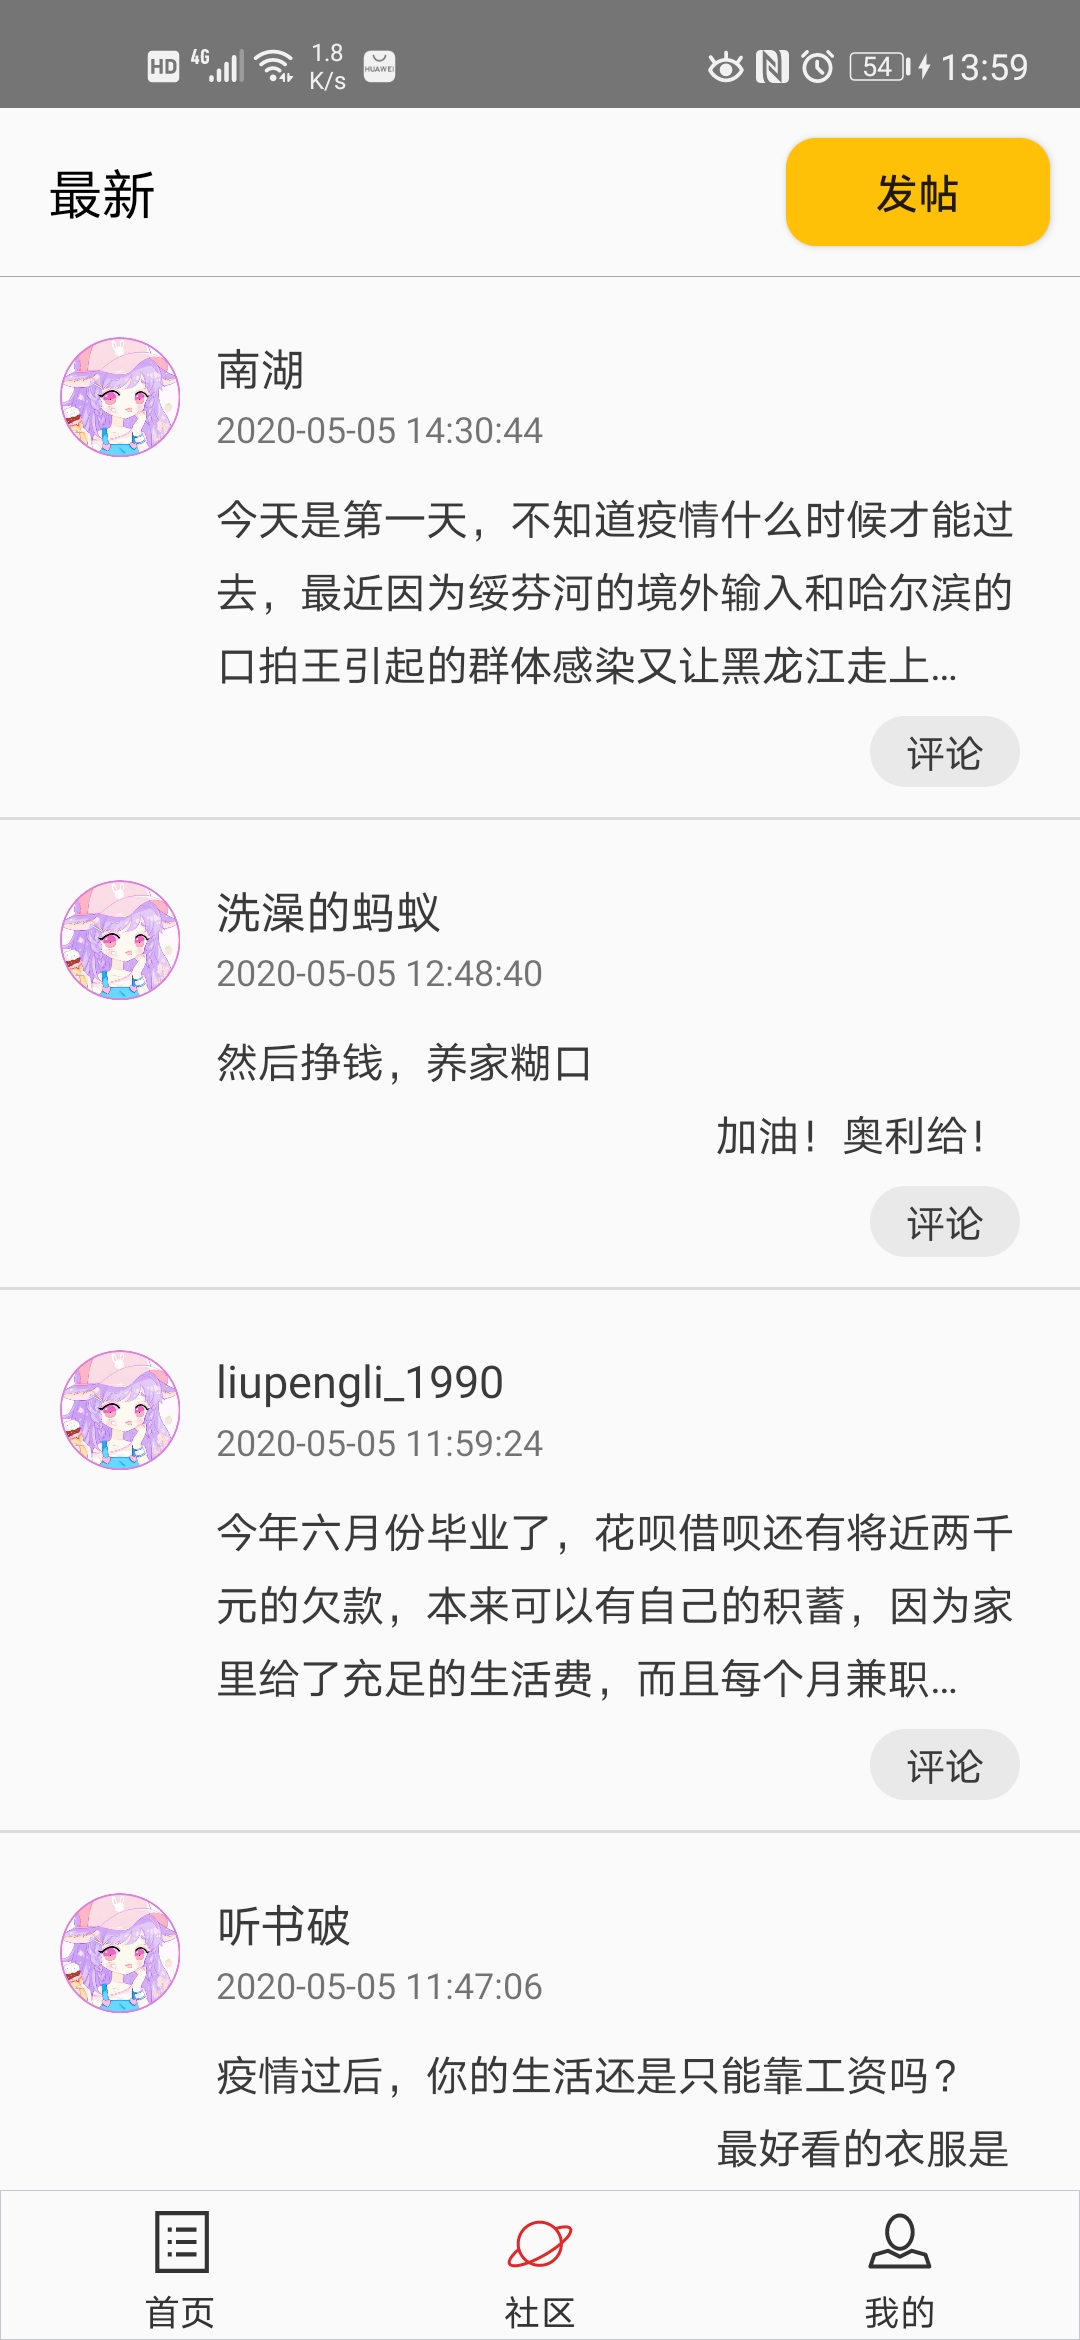 HD 4G 1.8 K/s HUAWEI 54 13:59
最新 发帖
南湖
2020-05-05 14:30:44
今天是第一天，不知道疫情什么时候才能过
去，最近因为绥芬河的境外输入和哈尔滨的
口拍王引起的群体感染又让黑龙江走上...
评论
洗澡的蚂蚁
2020-05-05 12:48:40
然后挣钱，养家糊口
加油！奥利给！
评论
liupengli_1990
2020-05-05 11:59:24
今年六月份毕业了，花呗借呗还有将近两千
元的欠款，本来可以有自己的积蓄，因为家
里给了充足的生活费，而且每个月兼职...
评论
听书破
2020-05-05 11:47:06
疫情过后，你的生活还是只能靠工资吗？
最好看的衣服是
首页 社区 我的